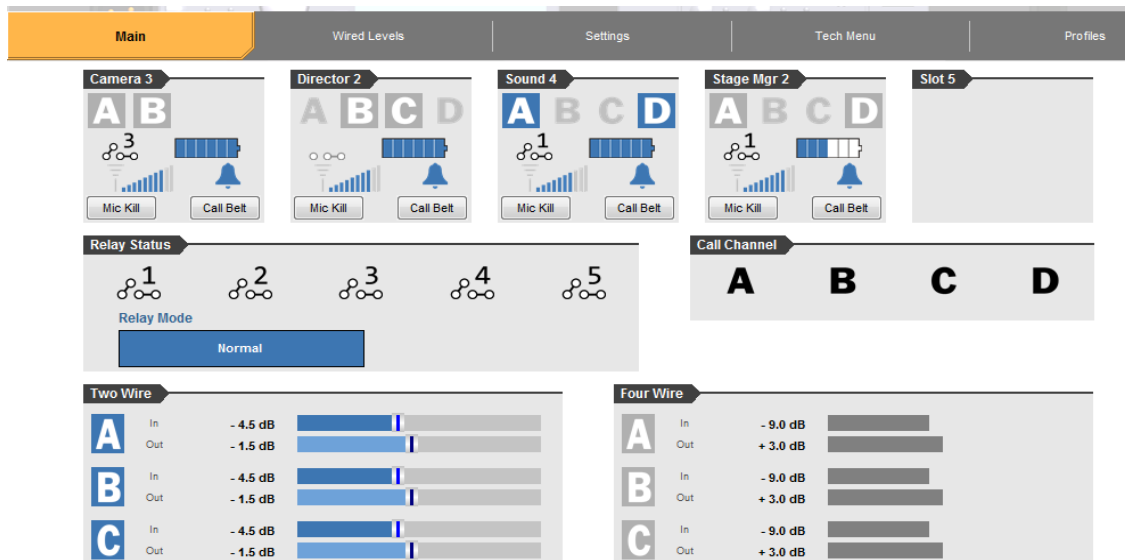 Main Wired Levels Settings Tech Menu Profiles
Camera 3 Director 2 Sound 4 Stage Mgr 2 Slot 5
A B A B C D A B C D A B C D
3 1 1
Mic Kill Call Belt Mic Kill Call Belt Mic Kill Call Belt Mic Kill Call Belt
Relay Status Call Channel
1 2 3 4 5 A B C D
Relay Mode
Normal
Two Wire Four Wire
A In - 4.5 dB A In - 9.0 dB
Out - 1.5 dB Out + 3.0 dB
B In - 4.5 dB B In - 9.0 dB
Out - 1.5 dB Out + 3.0 dB
C In - 4.5 dB C In - 9.0 dB
Out - 1.5 dB Out + 3.0 dB